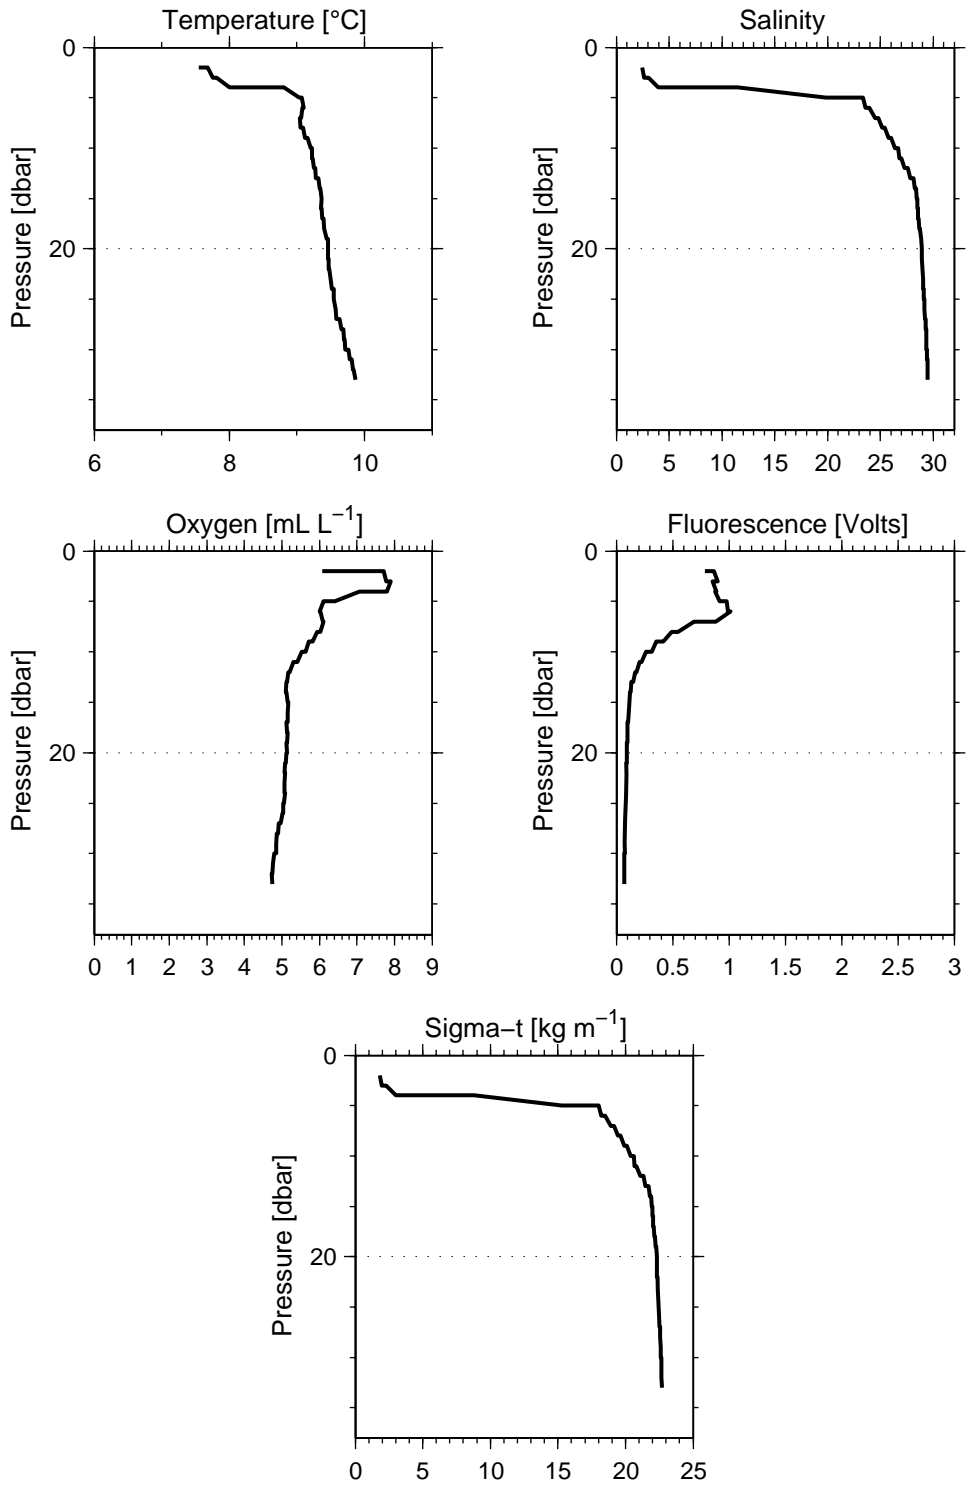 Temperature [°C]
0
20
Pressure [dbar]
6 8 10
Salinity
0
20
Pressure [dbar]
0 5 10 15 20 25 30
Oxygen [mL L−1]
0
20
Pressure [dbar]
0 1 2 3 4 5 6 7 8 9
Fluorescence [Volts]
0
20
Pressure [dbar]
0 0.5 1 1.5 2 2.5 3
Sigma−t [kg m−1]
0
20
Pressure [dbar]
0 5 10 15 20 25